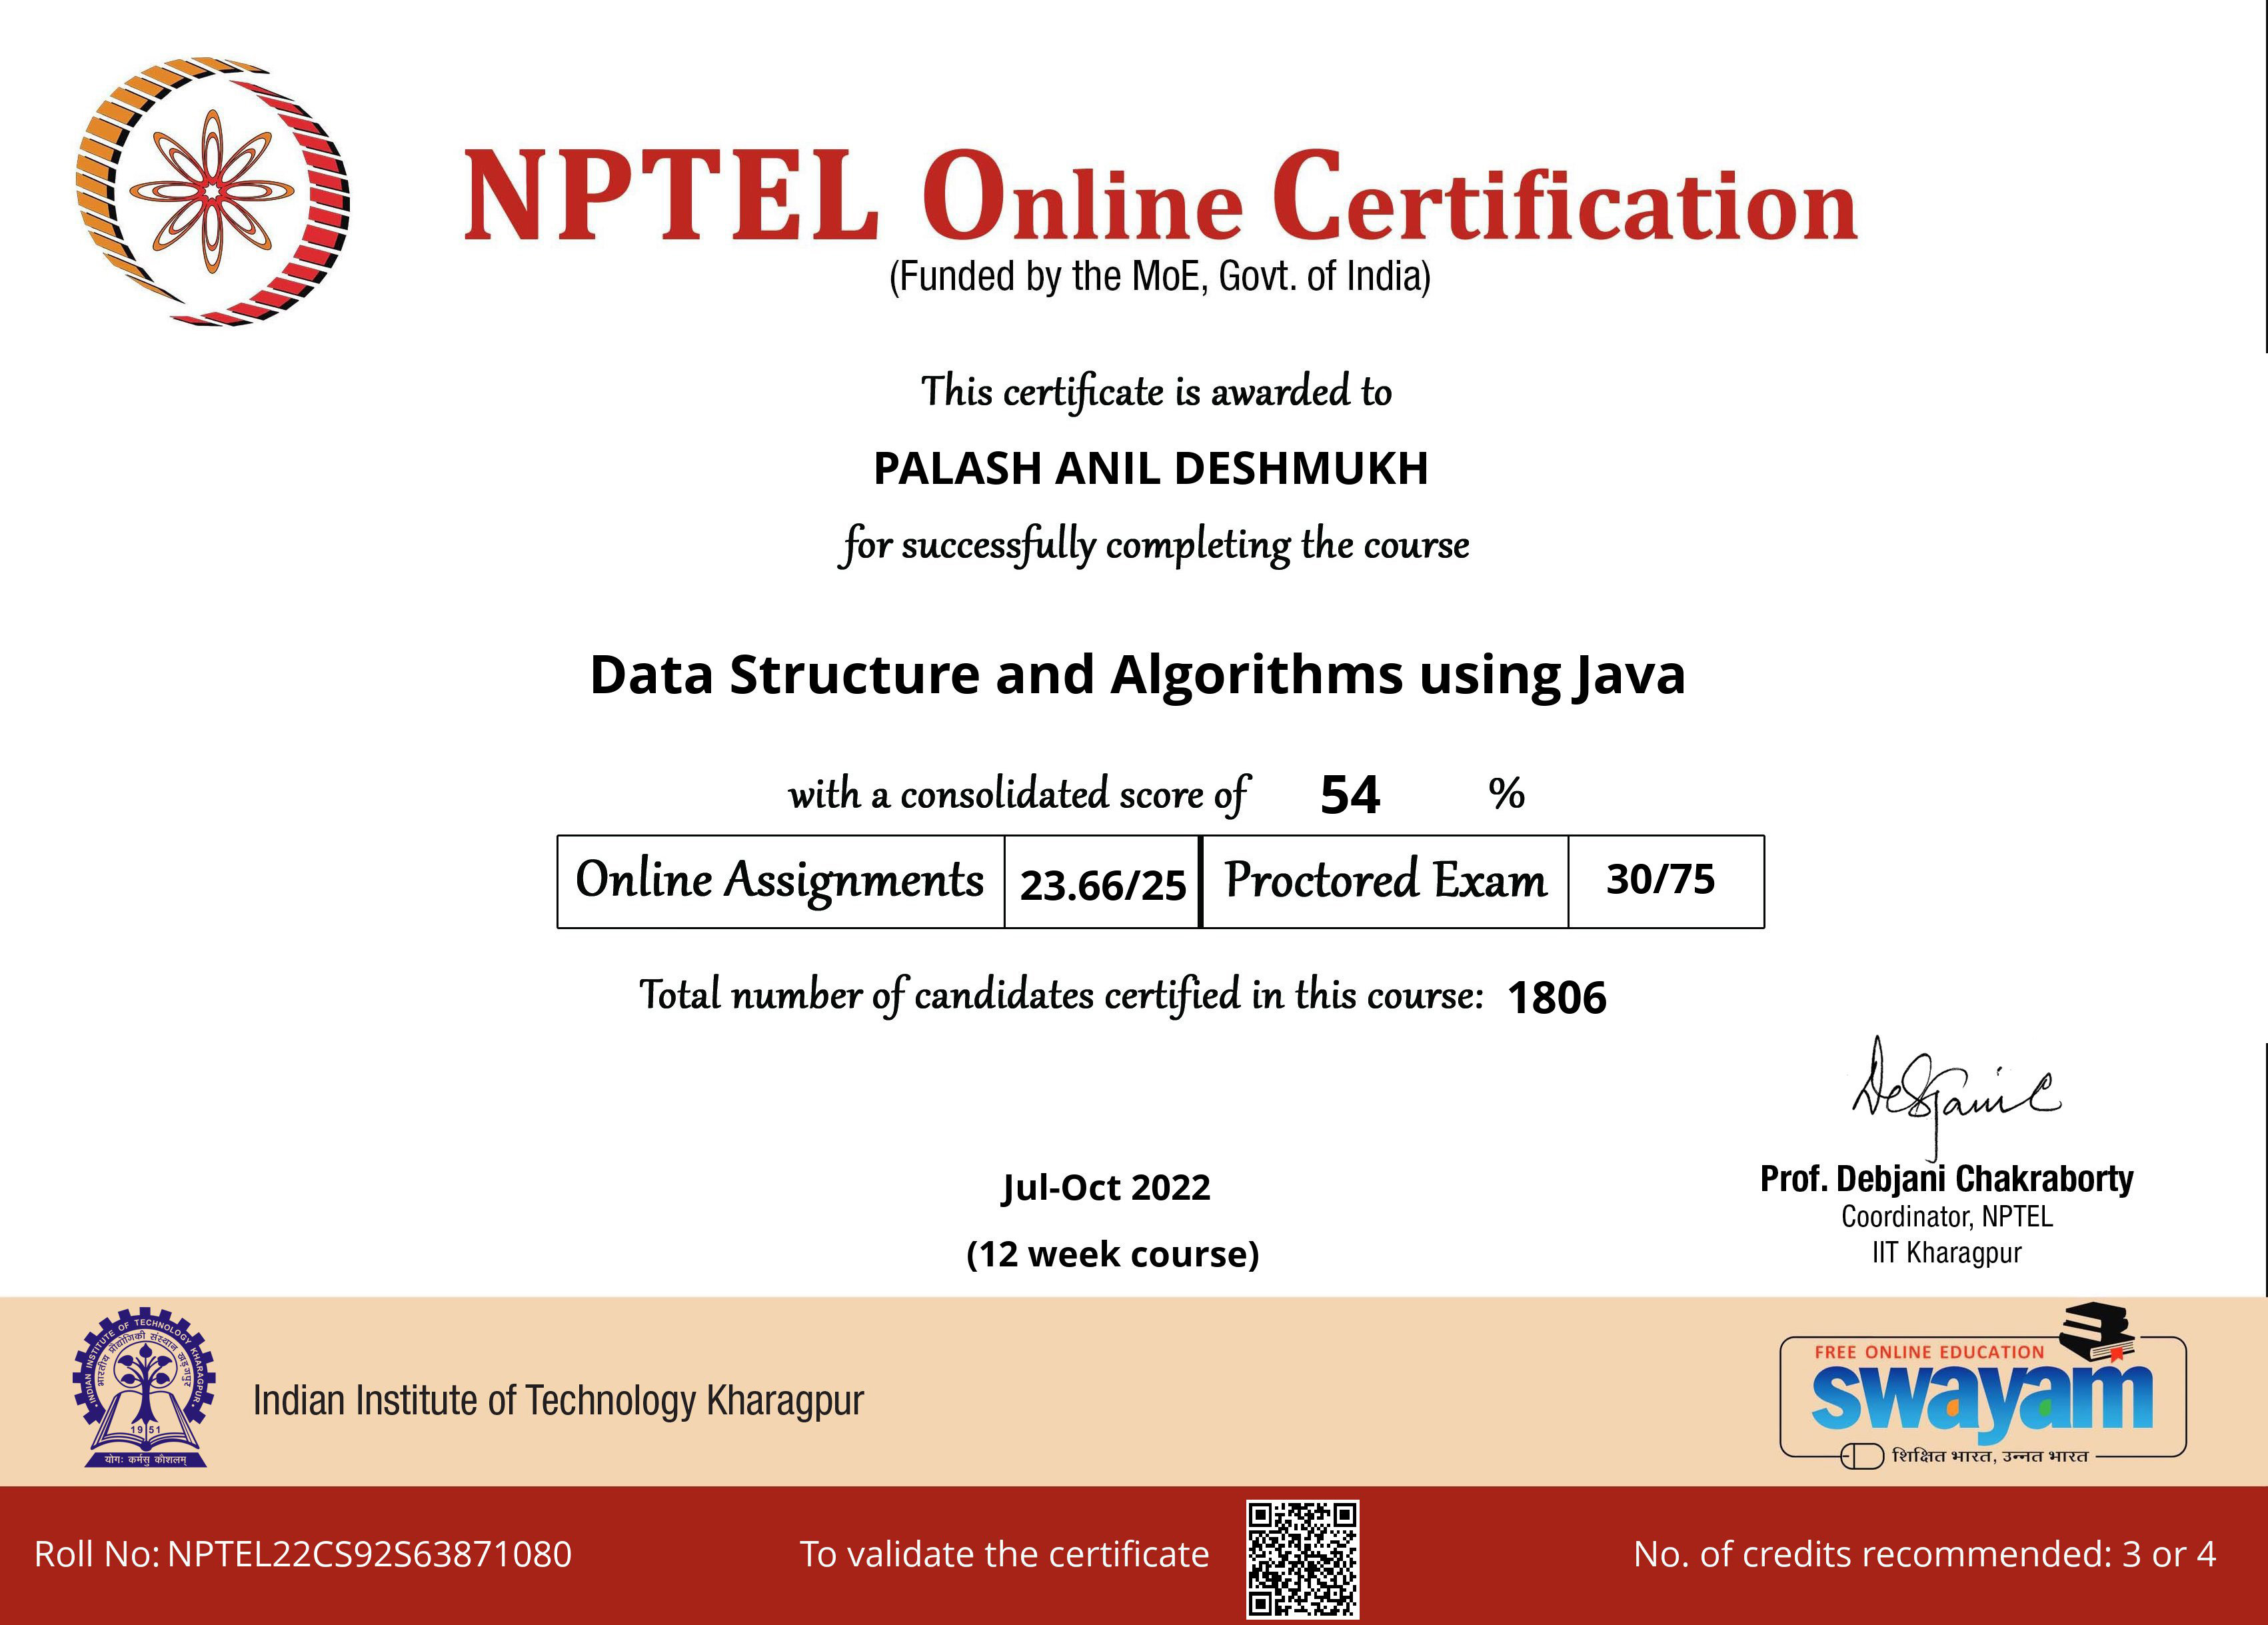 NPTEL Online Certification
(Funded by the MoE, Govt. of India)
This certificate is awarded to
PALASH ANIL DESHMUKH
for successfully completing the course
Data Structure and Algorithms using Java
with a consolidated score of 54 %
Online Assignments 23.66/25 Proctored Exam 30/75
Total number of candidates certified in this course: 1806
Debjani C
Jul-Oct 2022
(12 week course)
Prof. Debjani Chakraborty
Coordinator, NPTEL
IIT Kharagpur
INDIAN INSTITUTE OF TECHNOLOGY KHARAGPUR
भारतीय प्रौद्योगिकी संस्थान खड़गपुर
1951
योगः कर्मसु कौशलम्
Indian Institute of Technology Kharagpur
FREE ONLINE EDUCATION
swayam
शिक्षित भारत, उन्नत भारत
Roll No: NPTEL22CS92S63871080
To validate the certificate
No. of credits recommended: 3 or 4